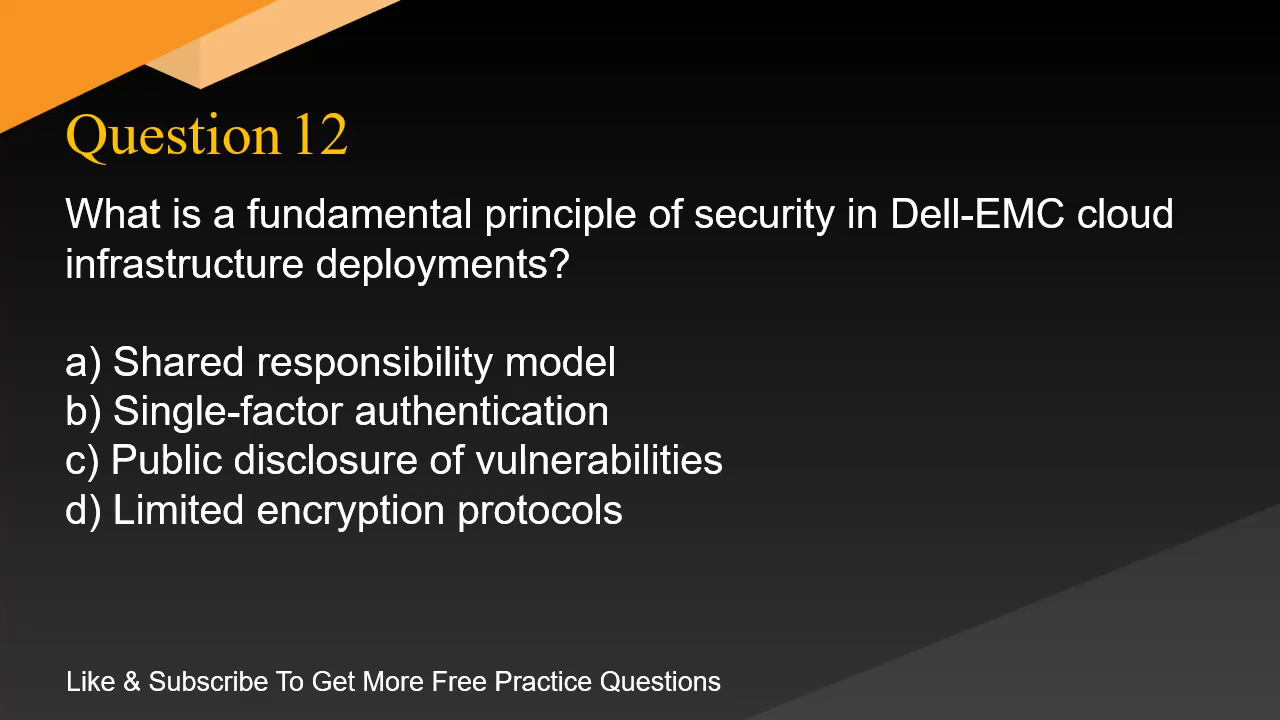 Question 12
What is a fundamental principle of security in Dell-EMC cloud
infrastructure deployments?
a) Shared responsibility model
b) Single-factor authentication
c) Public disclosure of vulnerabilities
d) Limited encryption protocols
Like & Subscribe To Get More Free Practice Questions